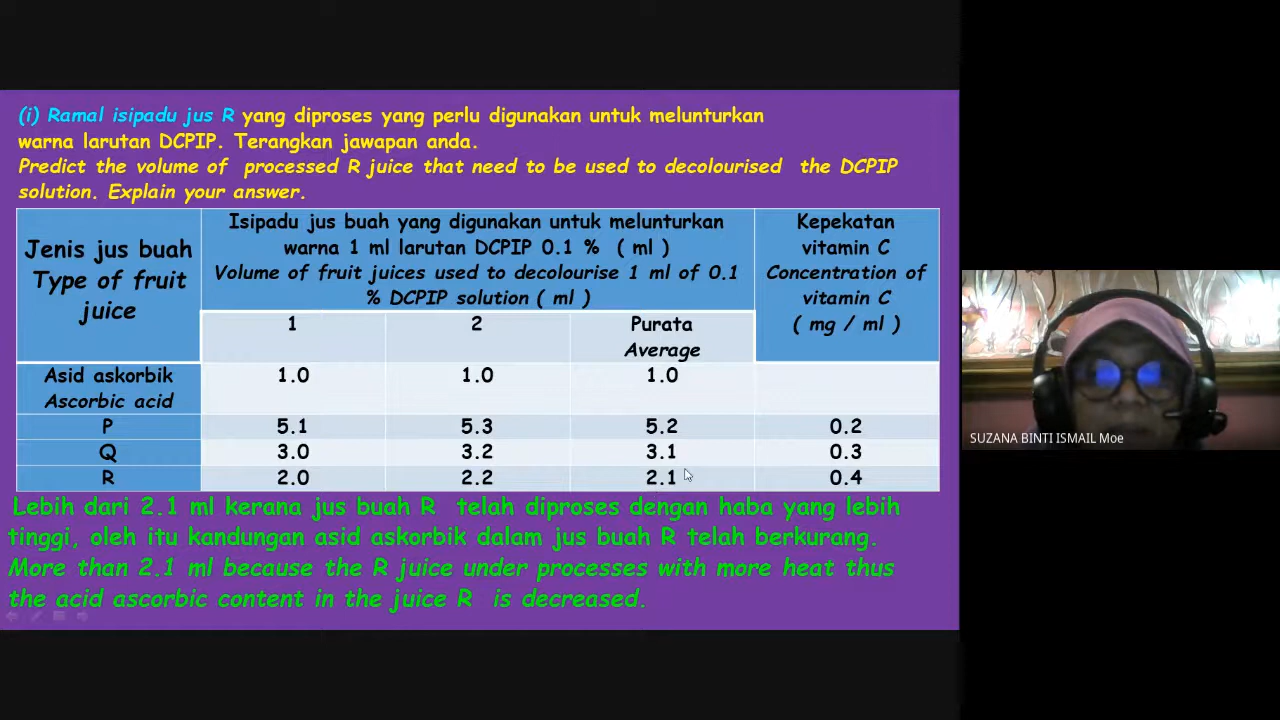 (i) Ramal isipadu jus R yang diproses yang perlu digunakan untuk melunturkan
warna larutan DCPIP. Terangkan jawapan anda.
Predict the volume of processed R juice that need to be used to decolourised the DCPIP
solution. Explain your answer.
Jenis jus buah
Type of fruit
juice
Isipadu jus buah yang digunakan untuk melunturkan
warna 1 ml larutan DCPIP 0.1 % ( ml )
Volume of fruit juices used to decolourise 1 ml of 0.1
% DCPIP solution ( ml )
Kepekatan
vitamin C
Concentration of
vitamin C
( mg / ml )
1 2 Purata
Average
Asid askorbik 1.0 1.0 1.0
Ascorbic acid
P 5.1 5.3 5.2 0.2
Q 3.0 3.2 3.1 0.3
R 2.0 2.2 2.1 0.4
Lebih dari 2.1 ml kerana jus buah R telah diproses dengan haba yang lebih
tinggi, oleh itu kandungan asid askorbik dalam jus buah R telah berkurang.
More than 2.1 ml because the R juice under processes with more heat thus
the acid ascorbic content in the juice R is decreased.
SUZANA BINTI ISMAIL Moe